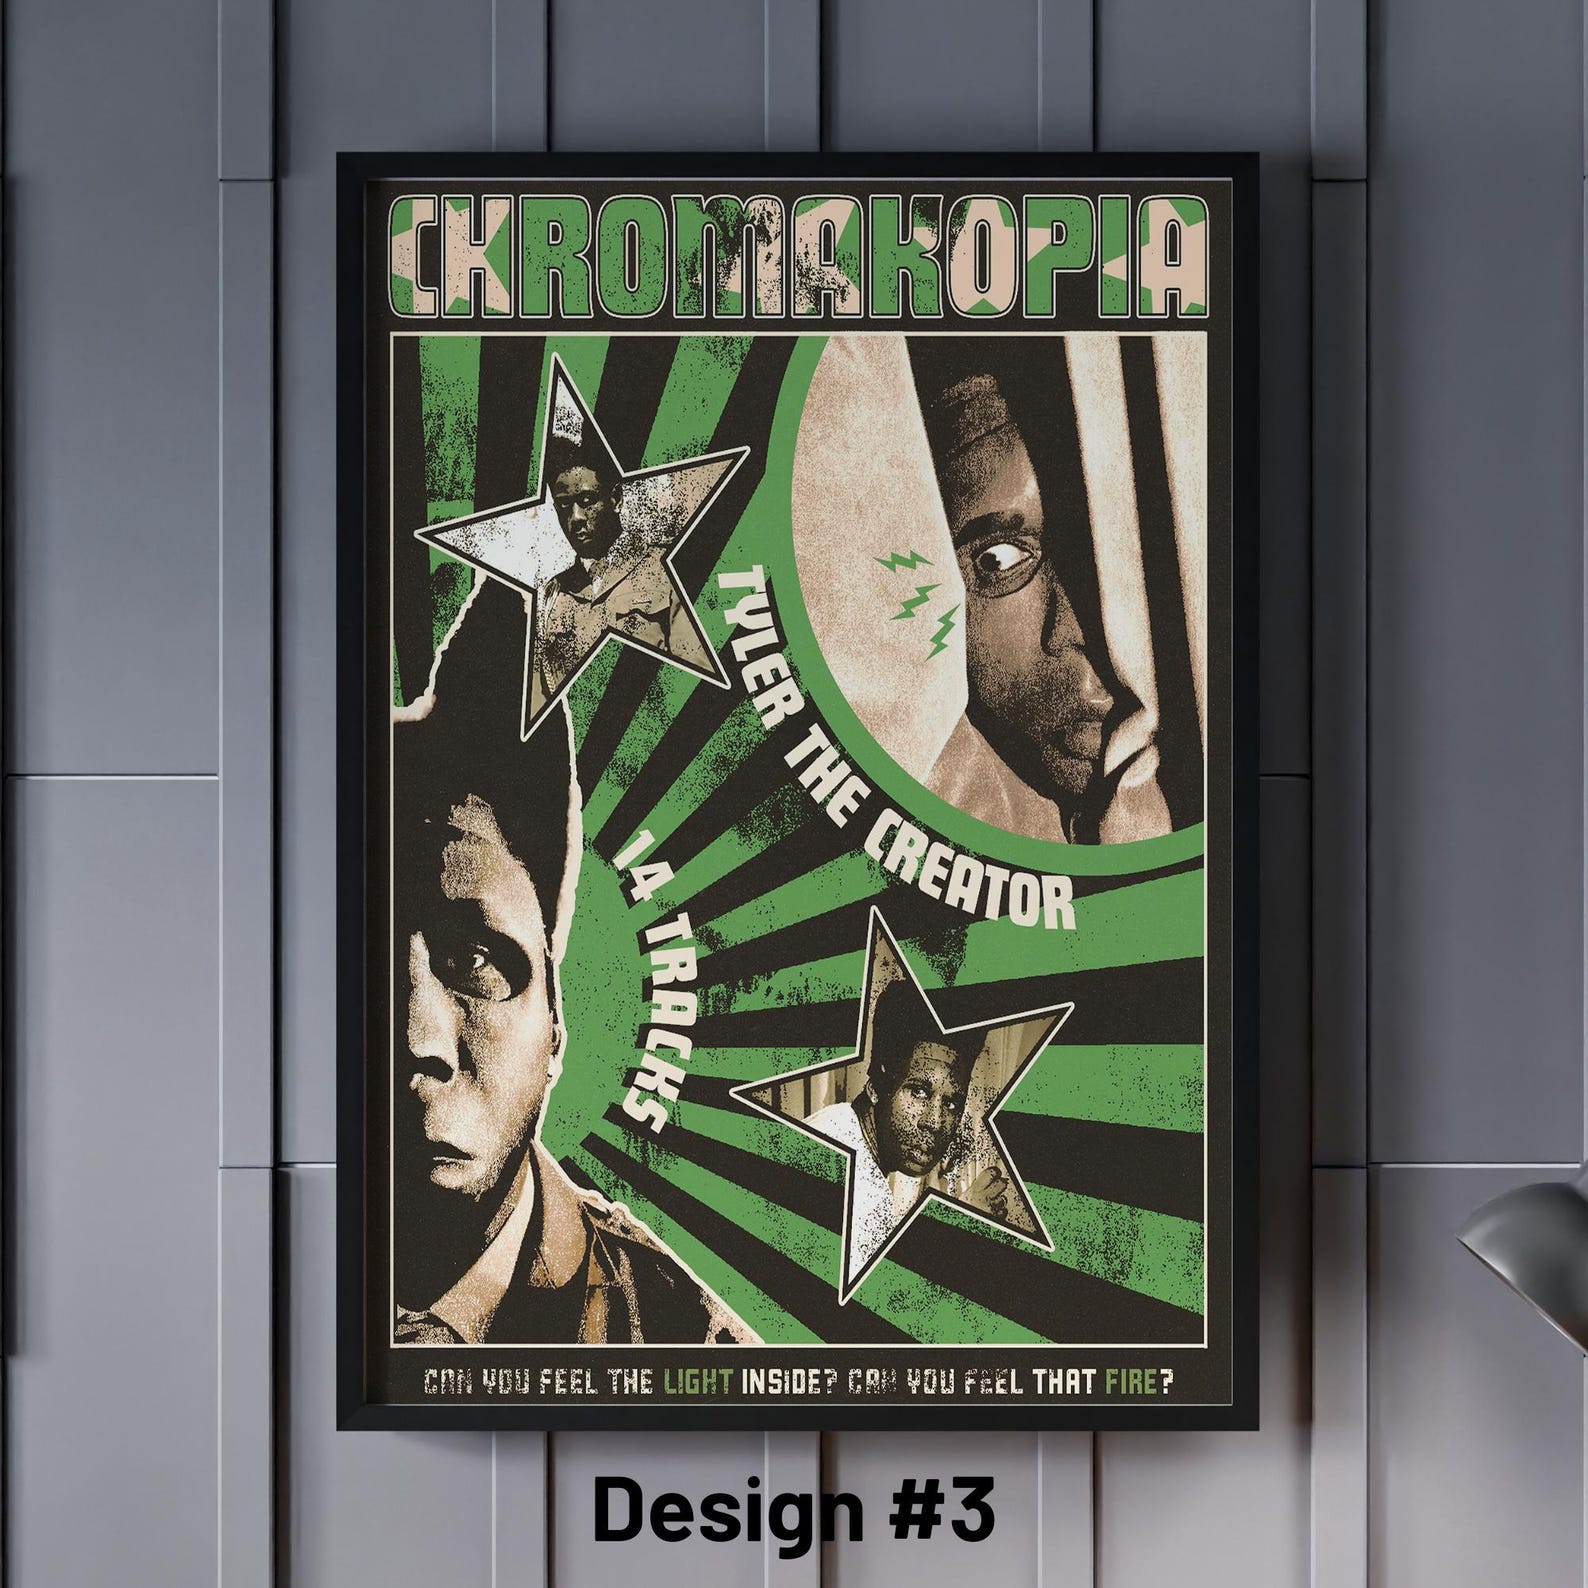 CHROMAKOPIA
TYLER THE CREATOR
14 TRACKS
CAN YOU FEEL THE LIGHT INSIDE? CAN YOU FEEL THAT FIRE?
Design #3